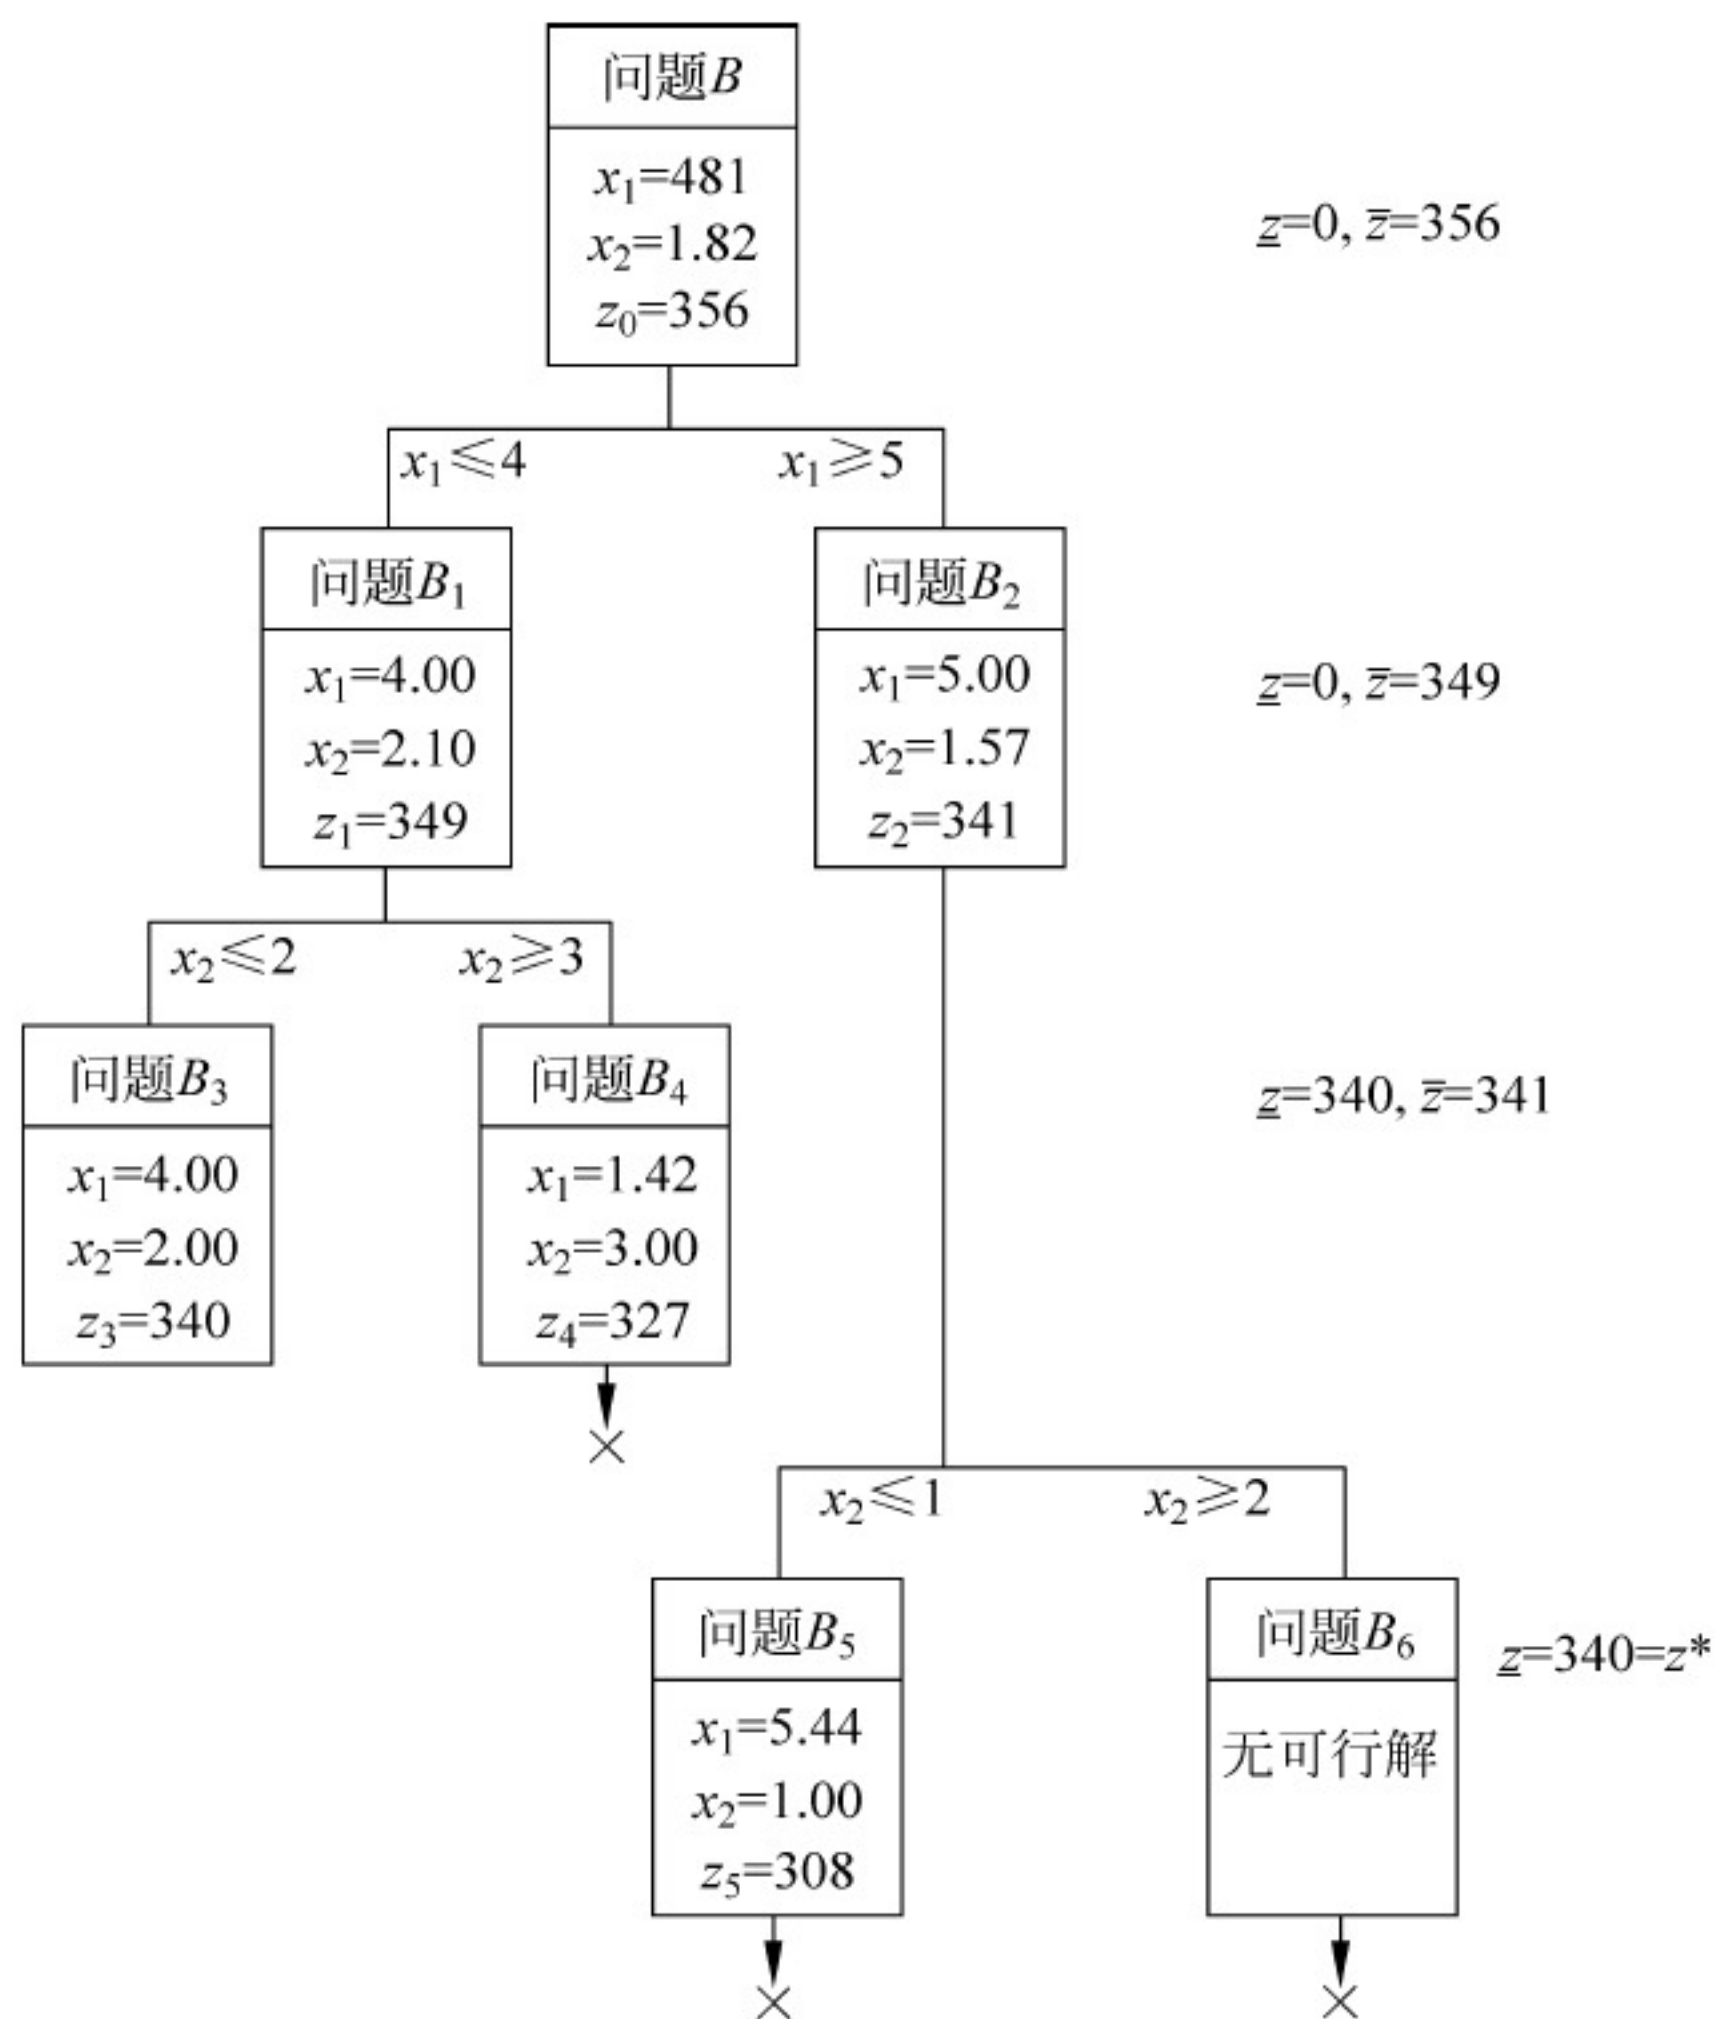 问题B
x₁=481
x₂=1.82
z₀=356
z̲=0, z̄=356
x₁⩽4
x₁⩾5
问题B₁
x₁=4.00
x₂=2.10
z₁=349
问题B₂
x₁=5.00
x₂=1.57
z₂=341
z̲=0, z̄=349
x₂⩽2
x₂⩾3
问题B₃
x₁=4.00
x₂=2.00
z₃=340
问题B₄
x₁=1.42
x₂=3.00
z₄=327
z̲=340, z̄=341
×
x₂⩽1
x₂⩾2
问题B₅
x₁=5.44
x₂=1.00
z₅=308
问题B₆
无可行解
z̲=340=z*
×
×